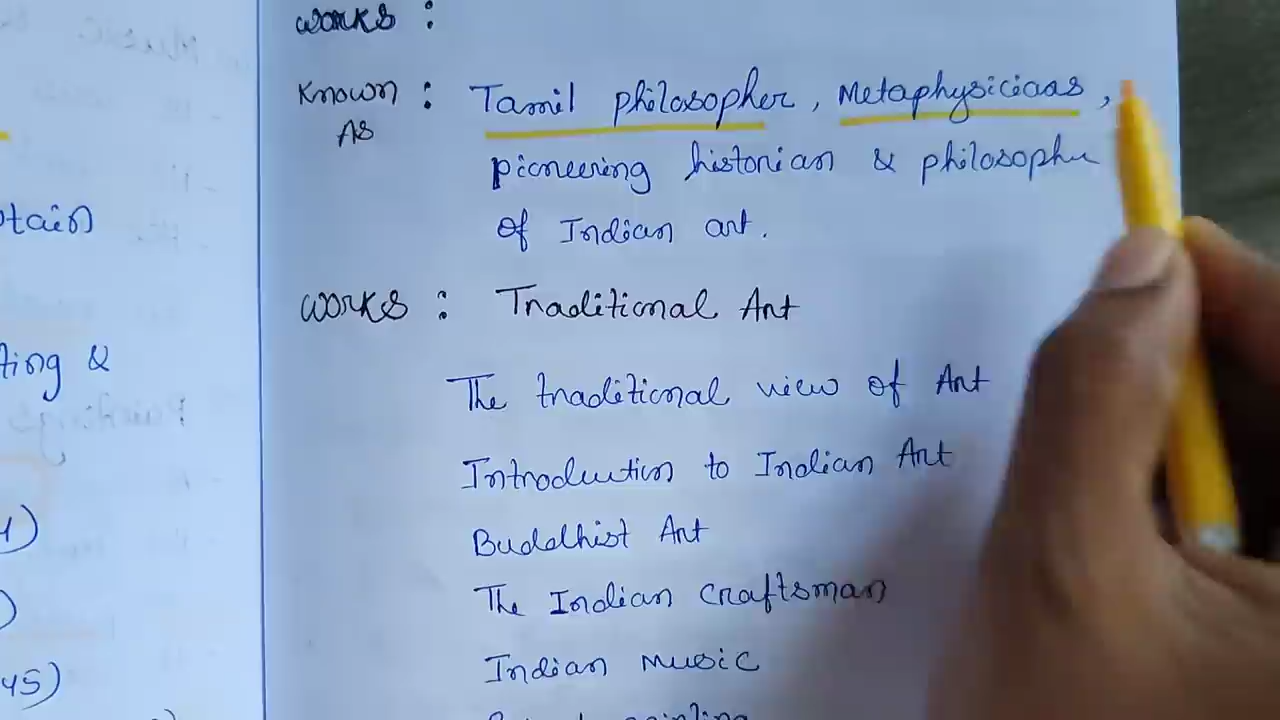 works :
Known : Tamil philosopher, Metaphysicians,
As
pioneering historian & philosopher
of Indian art.
works : Traditional Art
The traditional view of Art
Introduction to Indian Art
Buddhist Art
The Indian craftsman
Indian Music
tain
ting &
45)